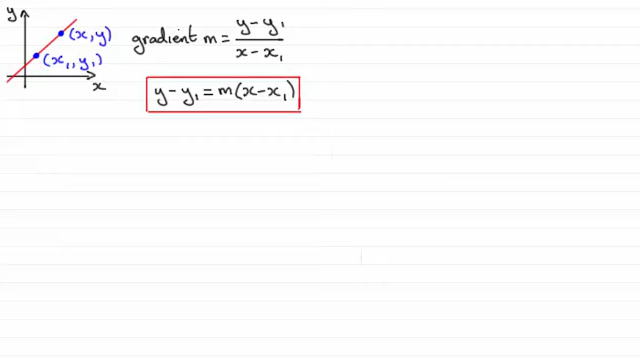 y
(x, y)
(x₁, y₁)
x
gradient m = (y - y₁)/(x - x₁)
y - y₁ = m(x - x₁)